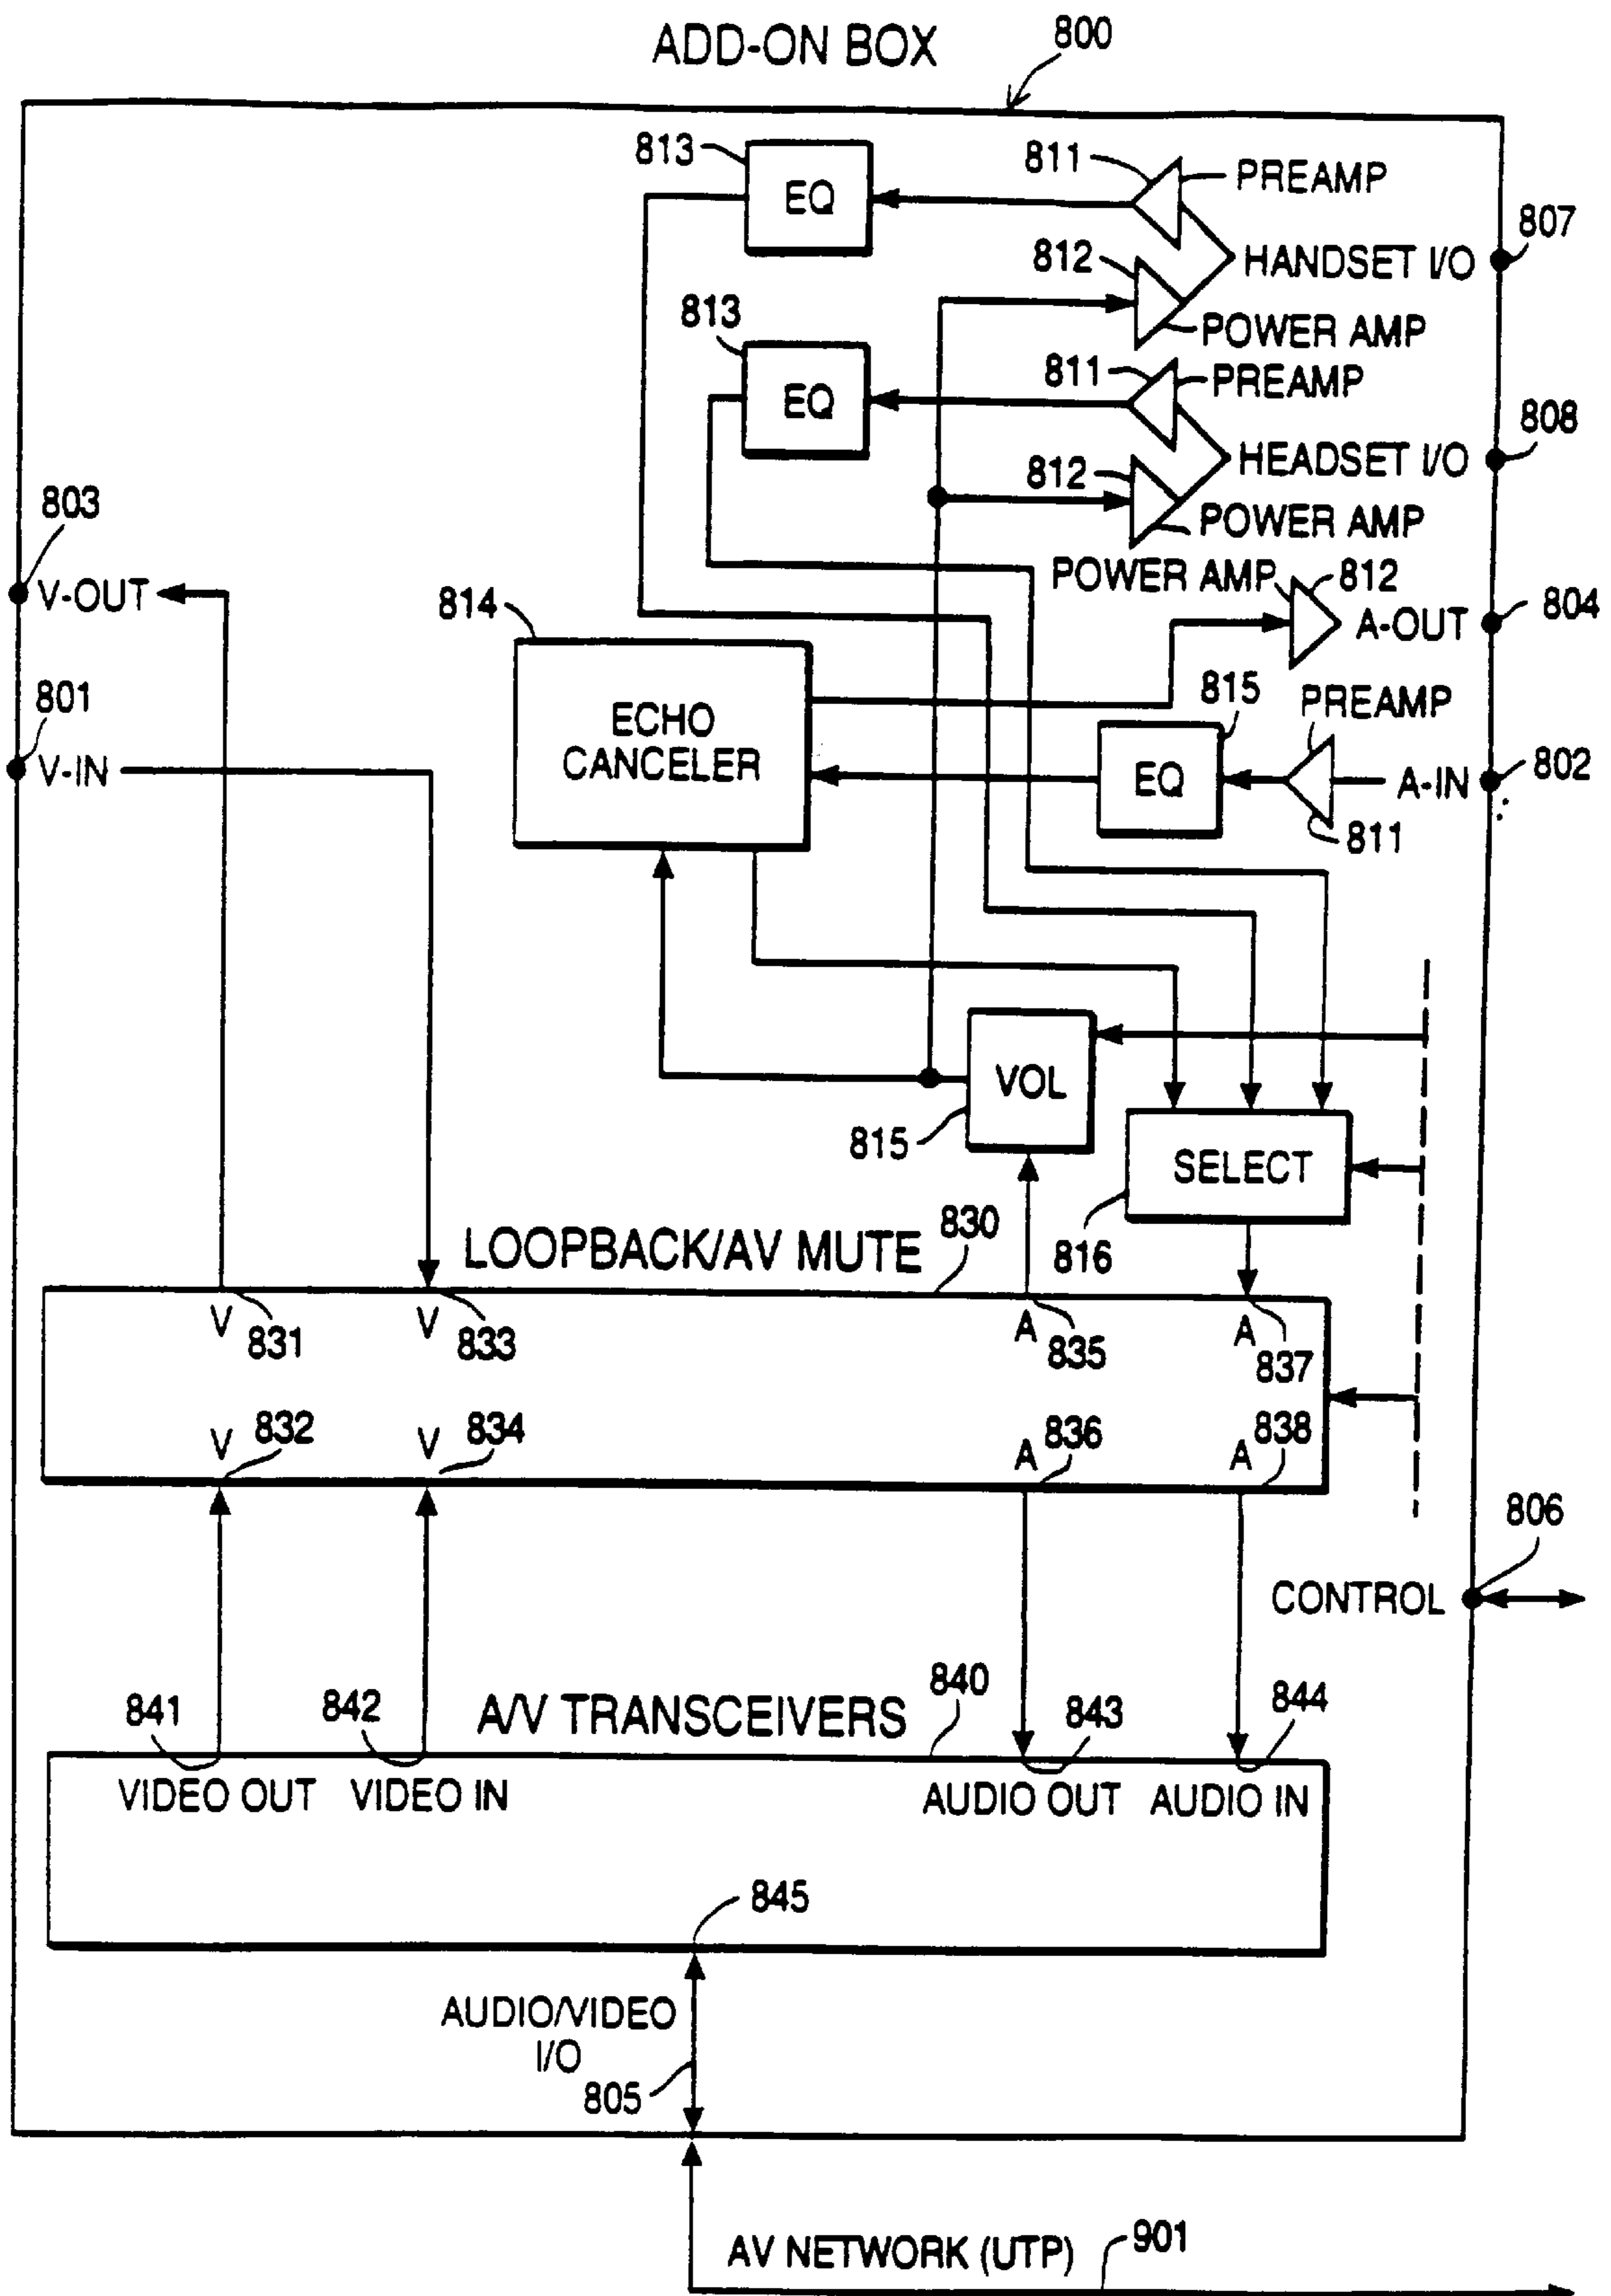 ADD-ON BOX
800
813
EQ
811
PREAMP
807
812
HANDSET I/O
POWER AMP
813
EQ
811
PREAMP
808
812
HEADSET I/O
POWER AMP
803
V-OUT
POWER AMP
812
804
A-OUT
814
ECHO
CANCELER
801
V-IN
815
EQ
PREAMP
A-IN
802
811
VOL
815
SELECT
816
LOOPBACK/AV MUTE
830
V
831
V
833
A
835
A
837
V
832
V
834
A
836
A
838
806
CONTROL
A/V TRANSCEIVERS
840
841
842
843
844
VIDEO OUT
VIDEO IN
AUDIO OUT
AUDIO IN
845
AUDIO/VIDEO
I/O
805
AV NETWORK (UTP)
901